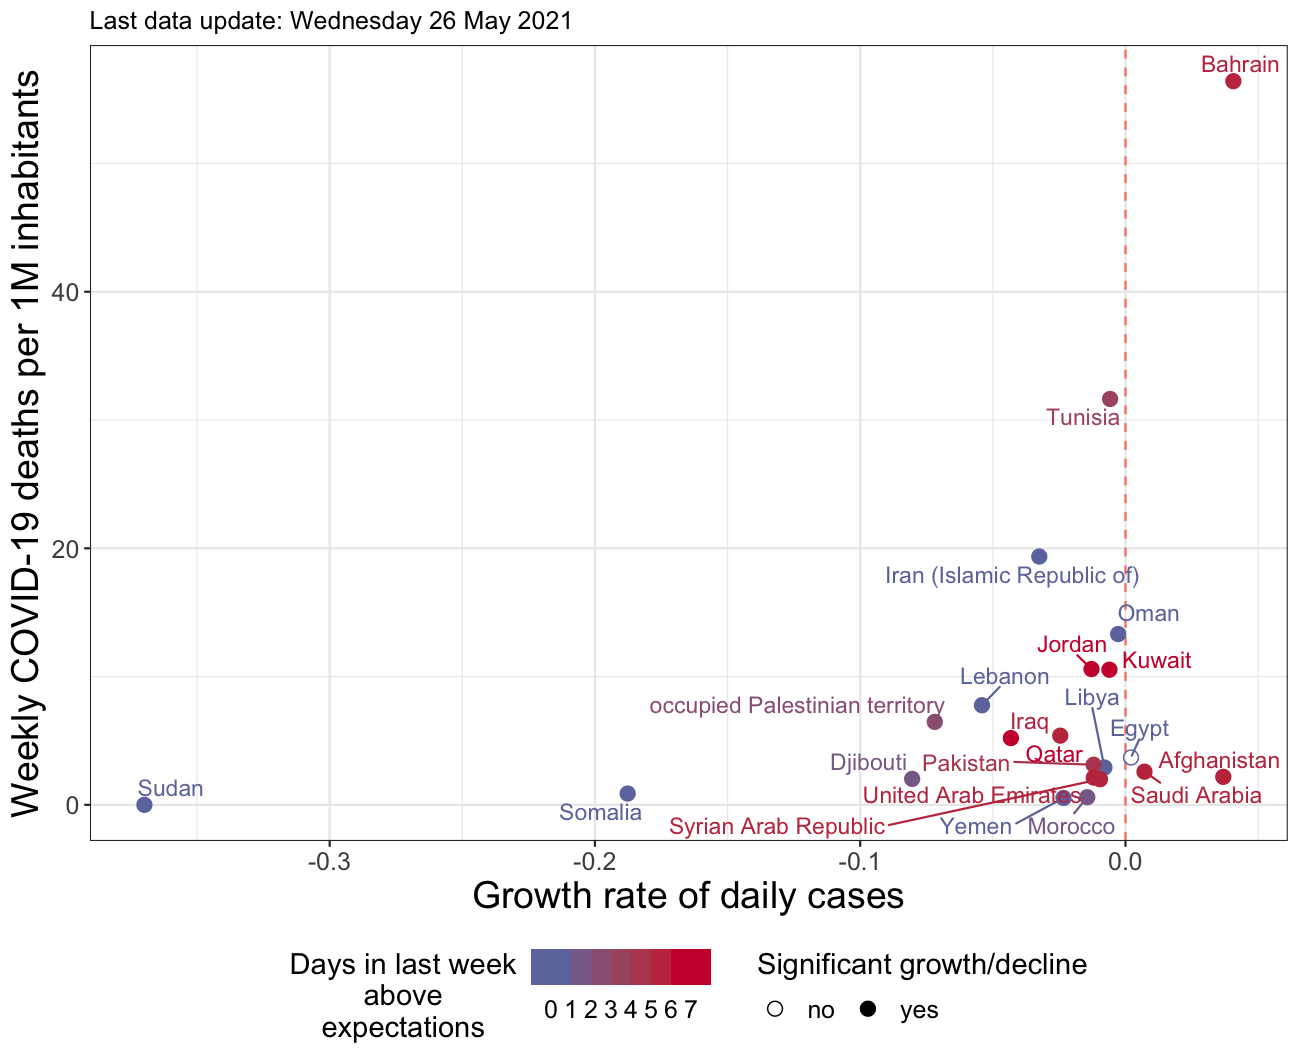 Last data update: Wednesday 26 May 2021
Weekly COVID-19 deaths per 1M inhabitants
40
20
0
Bahrain
Tunisia
Iran (Islamic Republic of)
Oman
Jordan
Kuwait
Lebanon
Libya
occupied Palestinian territory
Iraq
Egypt
Qatar
Djibouti
Pakistan
Afghanistan
Sudan
United Arab Emirates
Saudi Arabia
Somalia
Syrian Arab Republic
Yemen
Morocco
-0.3
-0.2
-0.1
0.0
Growth rate of daily cases
Days in last week
above
expectations
0 1 2 3 4 5 6 7
Significant growth/decline
no
yes